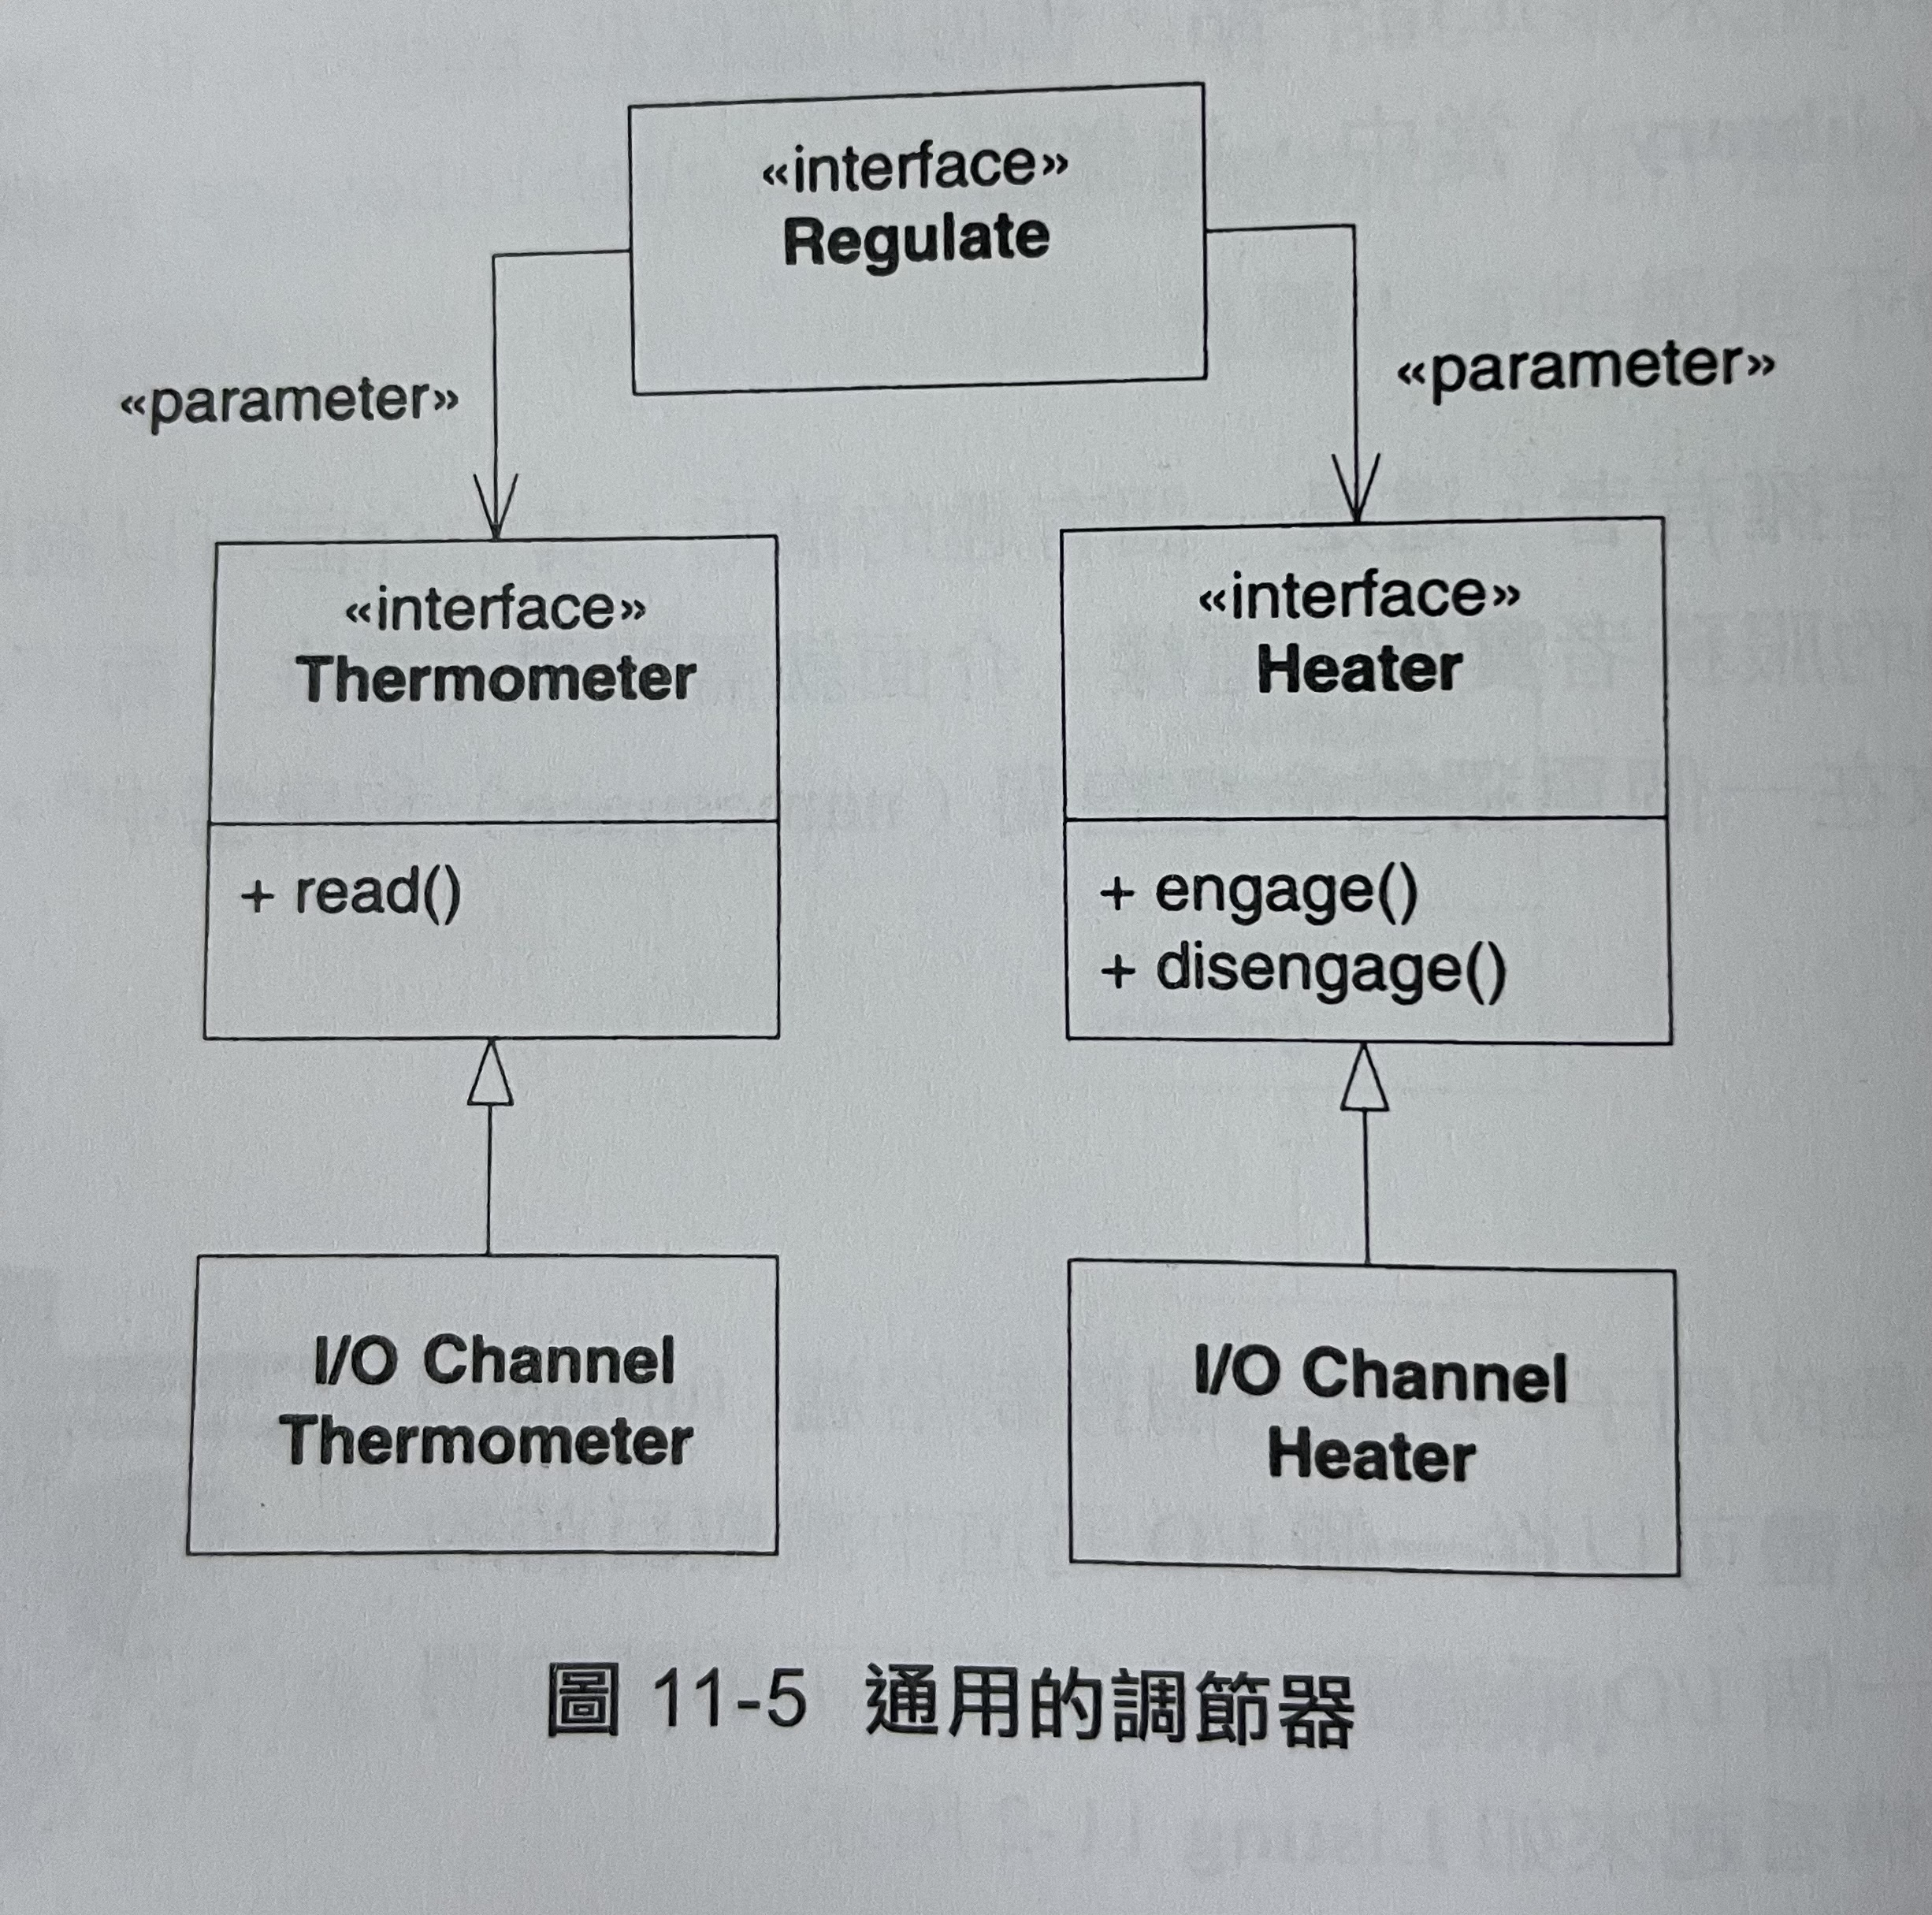 «interface»
Regulate
«parameter»
«parameter»
«interface»
Thermometer
+ read()
«interface»
Heater
+ engage()
+ disengage()
I/O Channel
Thermometer
I/O Channel
Heater
圖 11-5 通用的調節器